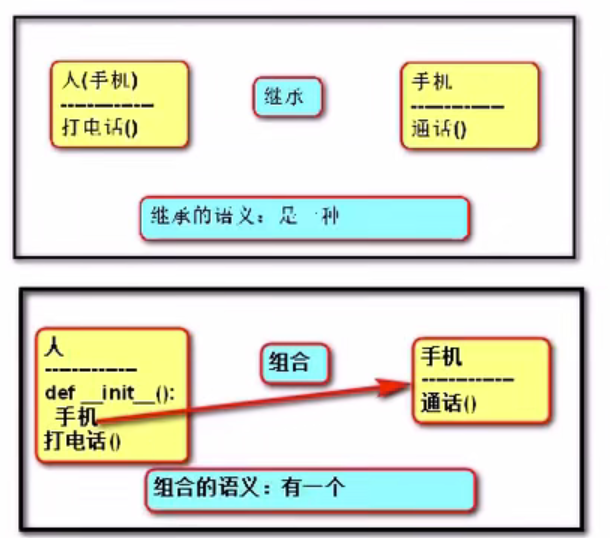 人(手机)
---------------
打电话()
继承
手机
---------------
通话()
继承的语义：是一种
人
---------------
def __init__():
手机
打电话()
组合
手机
---------------
通话()
组合的语义：有一个